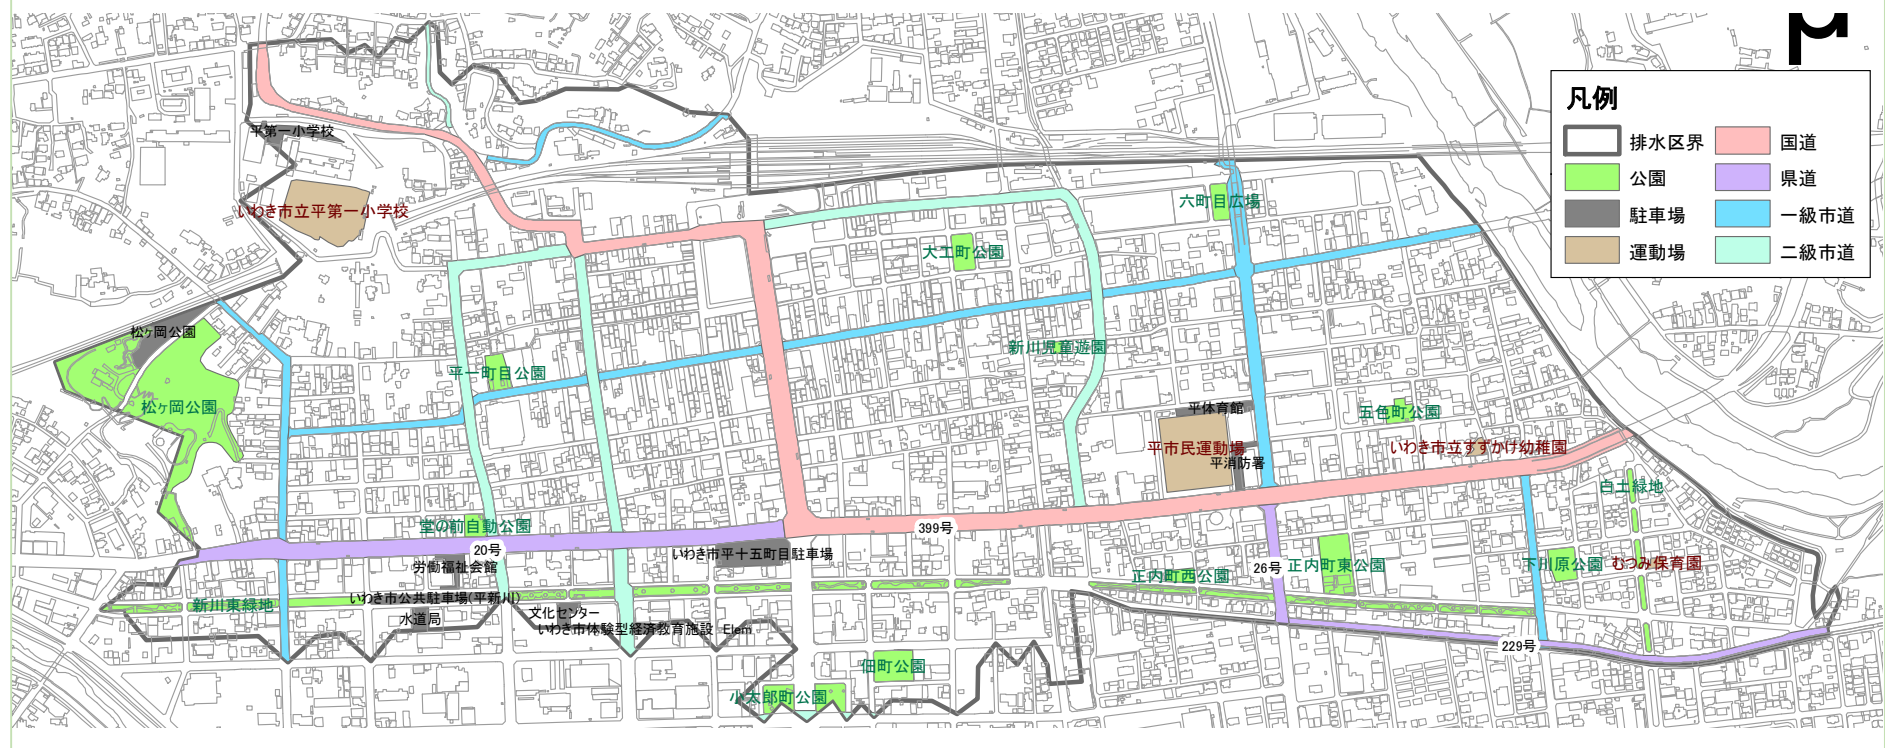 凡例
排水区界
国道
公園
県道
駐車場
一級市道
運動場
二級市道
平第一小学校
いわき市立平第一小学校
六町目広場
大工町公園
松ヶ岡公園
新川児童遊園
平一町目公園
松ヶ岡公園
平体育館
五色町公園
平市民運動場
いわき市立すずかけ幼稚園
平消防署
白土緑地
堂の前自動公園
399号
20号
いわき市平十五町目駐車場
労働福祉会館
26号
正内町東公園
下川原公園
むつみ保育園
正内町西公園
新川東緑地
いわき市公共駐車場(平新川)
文化センター
水道局
いわき市体験型経済教育施設 Elem
229号
佃町公園
小太郎町公園